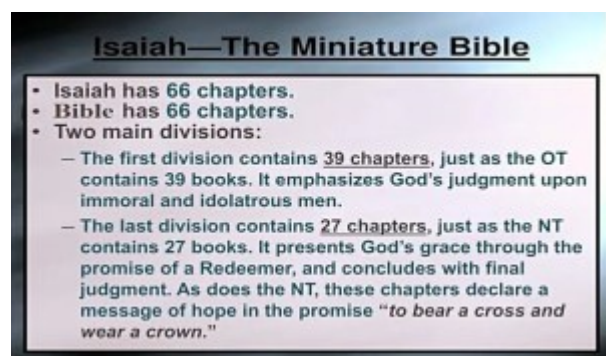 Isaiah—The Miniature Bible
• Isaiah has 66 chapters.
• Bible has 66 chapters.
• Two main divisions:
– The first division contains 39 chapters, just as the OT
contains 39 books. It emphasizes God's judgment upon
immoral and idolatrous men.
– The last division contains 27 chapters, just as the NT
contains 27 books. It presents God's grace through the
promise of a Redeemer, and concludes with final
judgment. As does the NT, these chapters declare a
message of hope in the promise "to bear a cross and
wear a crown."